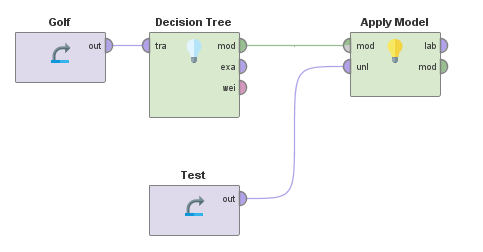 Golf
out
Decision Tree
tra
mod
exa
wei
Apply Model
mod
lab
unl
mod
Test
out